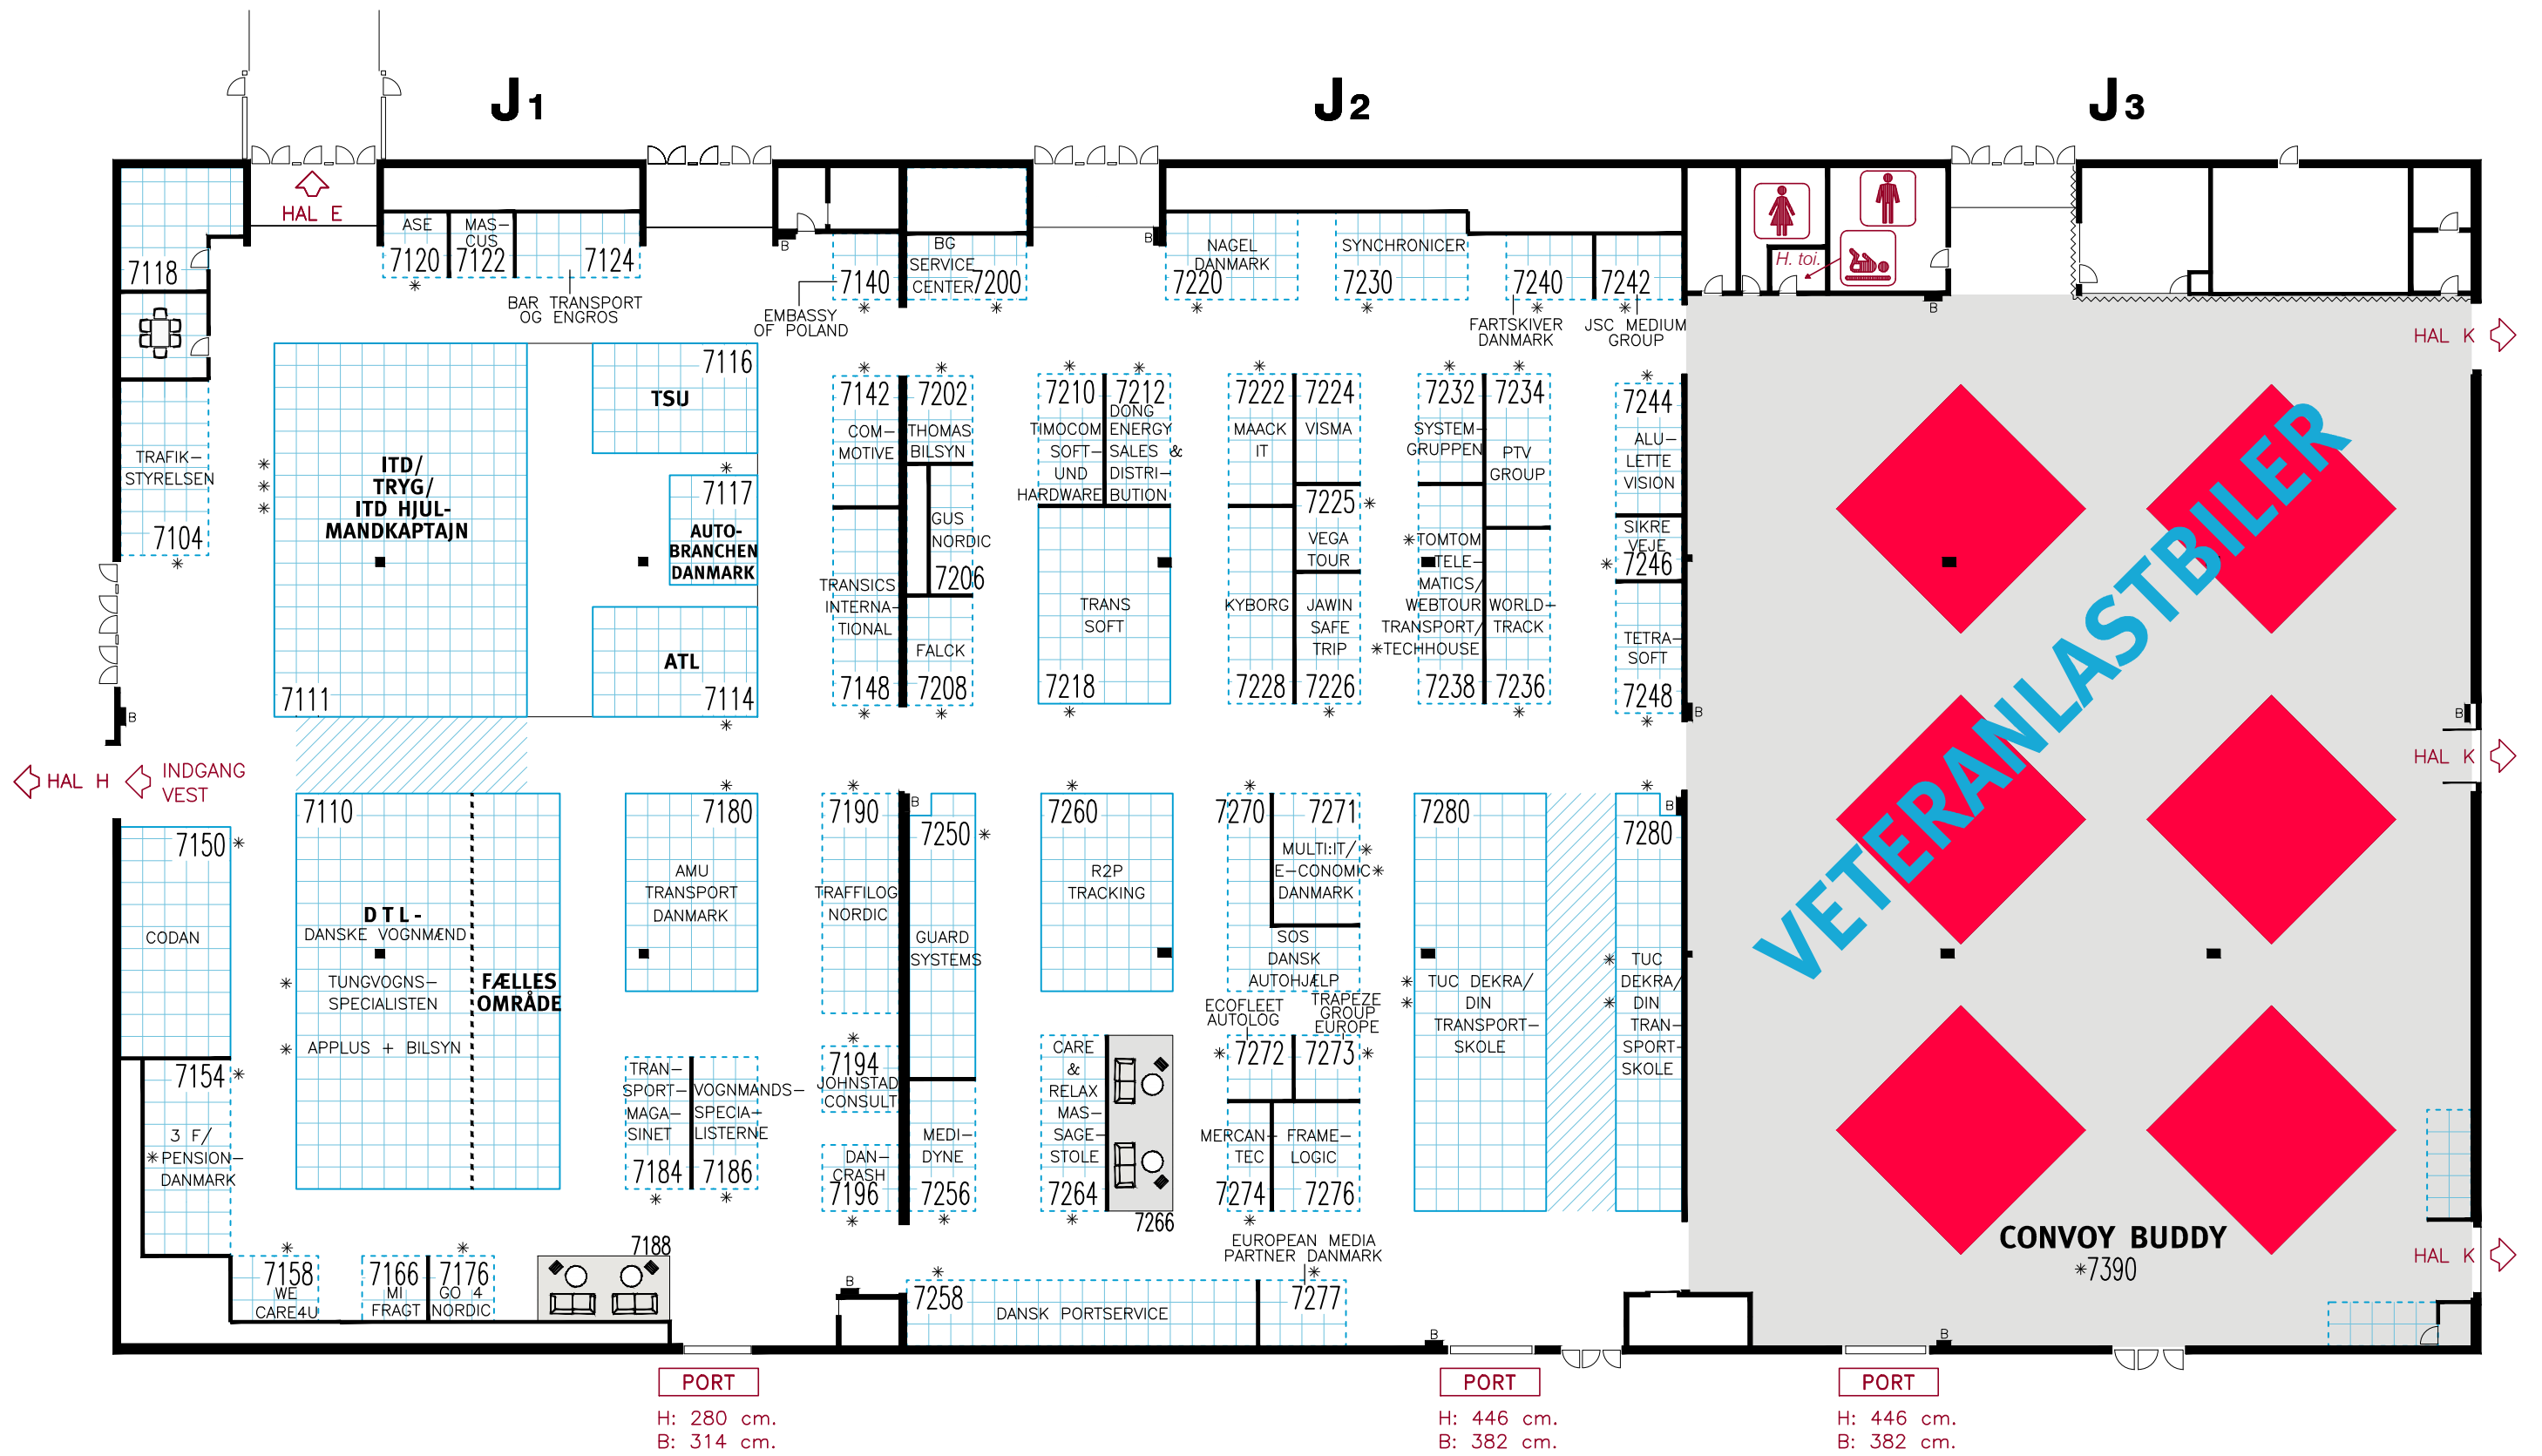 J1
J2
J3
HAL E
ASE
7120
MAS-
CUS
7122
7124
BAR TRANSPORT
OG ENGROS
7118
B
7140
EMBASSY
OF POLAND
BG
SERVICE
CENTER
7200
B
NAGEL
DANMARK
7220
SYNCHRONICER
7230
7240
FARTSKIVER
DANMARK
7242
JSC MEDIUM
GROUP
H. toi.
B
HAL K
TRAFIK-
STYRELSEN
7104
ITD/
TRYG/
ITD HJUL-
MANDKAPTAJN
7111
7116
TSU
7117
AUTO-
BRANCHEN
DANMARK
ATL
7114
7142
COM-
MOTIVE
TRANSICS
INTERNA-
TIONAL
7148
7202
THOMAS
BILSYN
GUS
NORDIC
7206
FALCK
7208
7210
TIMOCOM
SOFT-
UND
HARDWARE
7212
DONG
ENERGY
SALES &
DISTRI-
BUTION
TRANS
SOFT
7218
7222
MAACK
IT
7224
VISMA
7225
VEGA
TOUR
KYBORG
7228
JAWIN
SAFE
TRIP
7226
7232
SYSTEM-
GRUPPEN
7234
PTV
GROUP
*TOMTOM
TELE-
MATICS/
WEBTOUR
TRANSPORT/
*TECHHOUSE
7238
WORLD-
TRACK
7236
7244
ALU-
LETTE
VISION
SIKRE
VEJE
7246
TETRA-
SOFT
7248
B
B
B
VETERANLASTBILER
HAL H
INDGANG
VEST
HAL K
7150
CODAN
7154
3 F/
*PENSION-
DANMARK
7110
DTL-
DANSKE VOGNMÆND
* TUNGVOGNS-
SPECIALISTEN
* APPLUS + BILSYN
FÆLLES
OMRÅDE
7180
AMU
TRANSPORT
DANMARK
TRAN-
SPORT-
MAGA-
SINET
7184
VOGNMANDS-
SPECIA-
LISTERNE
7186
7190
TRAFFILOG
NORDIC
7194
JOHNSTAD
CONSULT
DAN-
CRASH
7196
B
7250
GUARD
SYSTEMS
MEDI-
DYNE
7256
7260
R2P
TRACKING
CARE
&
RELAX
MAS-
SAGE-
STOLE
7264
7266
7270
7271
MULTI:IT/*
E-CONOMIC*
DANMARK
SOS
DANSK
AUTOHJÆLP
ECOFLEET
AUTOLOG
7272
TRAPEZE
GROUP
EUROPE
7273
MERCAN-
TEC
7274
FRAME-
LOGIC
7276
EUROPEAN MEDIA
PARTNER DANMARK
7277
7280
* TUC DEKRA/
* DIN
TRANSPORT-
SKOLE
B
7280
* TUC
DEKRA/
* DIN
TRAN-
SPORT-
SKOLE
CONVOY BUDDY
*7390
HAL K
7158
WE
CARE4U
7166
MI
FRAGT
7176
GO 4
NORDIC
7188
B
7258
DANSK PORTSERVICE
B
B
PORT
H: 280 cm.
B: 314 cm.
PORT
H: 446 cm.
B: 382 cm.
PORT
H: 446 cm.
B: 382 cm.